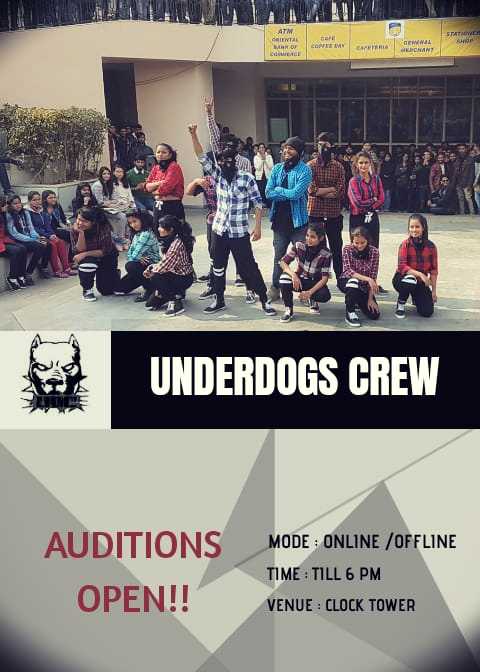 ATM
ORIENTAL
BANK OF
COMMERCE
CAFE
COFFEE DAY
CAFETERIA
GENERAL
MERCHANT
STATIONER
SHOP
UNDERDOGS CREW
AUDITIONS
OPEN!!
MODE : ONLINE /OFFLINE
TIME : TILL 6 PM
VENUE : CLOCK TOWER